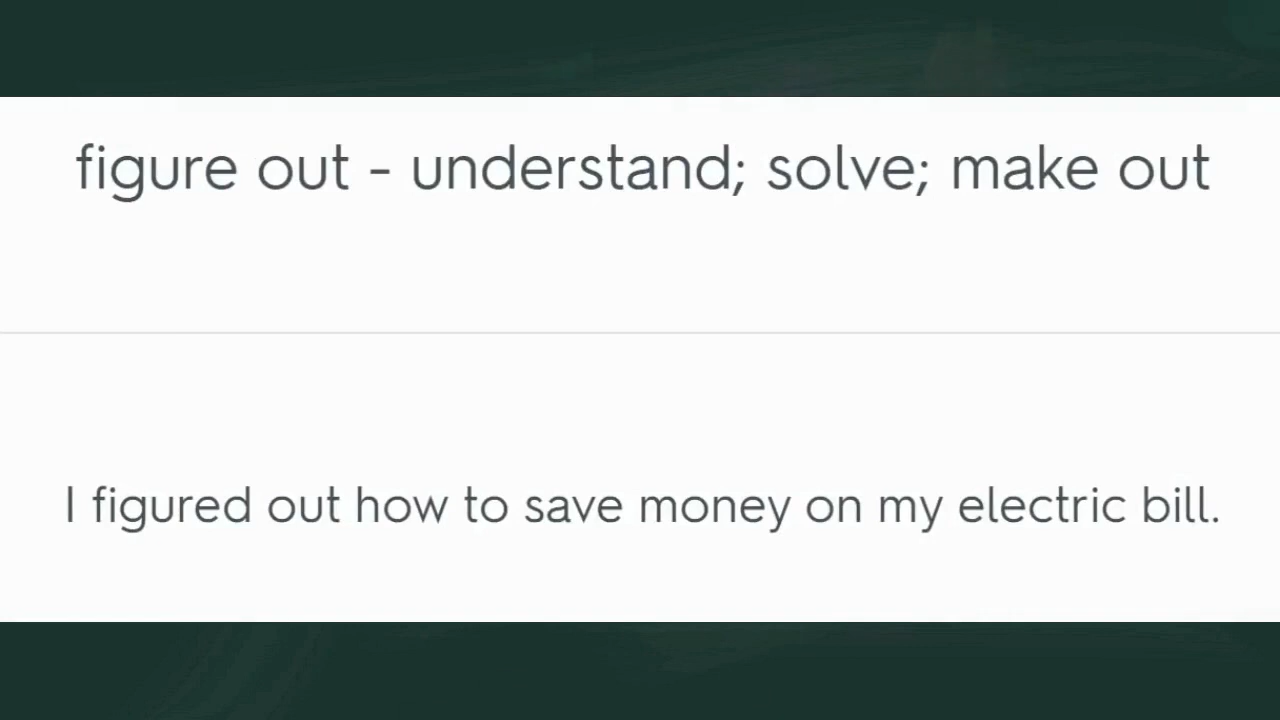 figure out - understand; solve; make out
I figured out how to save money on my electric bill.